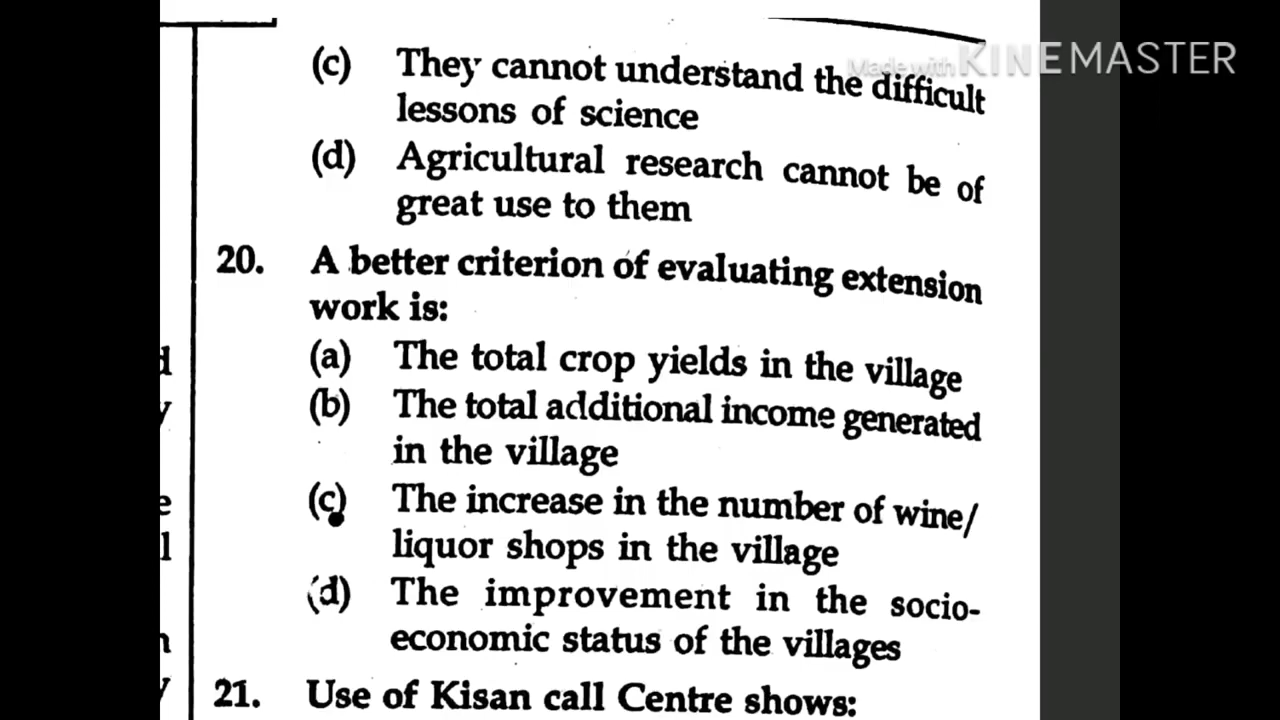 Made with KINEMASTER
(c) They cannot understand the difficult
lessons of science
(d) Agricultural research cannot be of
great use to them
20. A better criterion of evaluating extension
work is:
(a) The total crop yields in the village
(b) The total additional income generated
in the village
(c) The increase in the number of wine/
liquor shops in the village
(d) The improvement in the socio-
economic status of the villages
21. Use of Kisan call Centre shows:
d
y
e
l
n
y